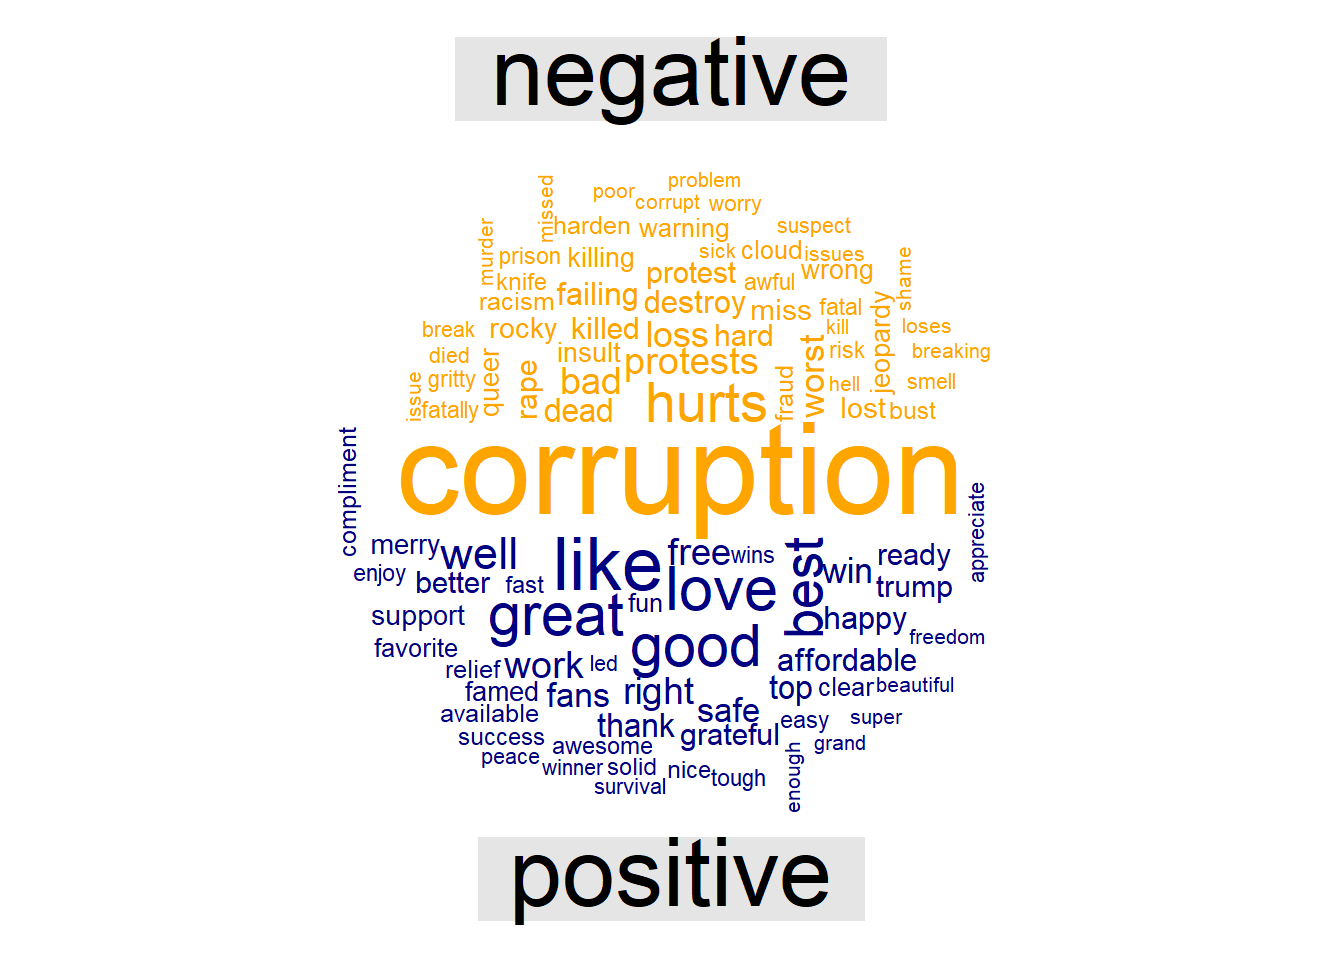 negative
problem
missed
poor
corrupt
worry
murder
harden
warning
suspect
prison
killing
sick
cloud
issues
knife
protest
awful
wrong
shame
racism
failing
destroy
miss
fatal
jeopardy
break
rocky
killed
loss
hard
kill
loses
died
insult
protests
worst
risk
breaking
issue
gritty
queer
rape
bad
hurts
fraud
hell
smell
fatally
dead
lost
bust
corruption
compliment
appreciate
merry
well
like
free
wins
best
win
ready
enjoy
better
fast
love
trump
support
great
fun
happy
favorite
good
freedom
relief
work
led
affordable
famed
fans
right
top
clear
beautiful
available
thank
safe
easy
super
success
awesome
grateful
grand
peace
winner
solid
nice
tough
enough
survival
positive